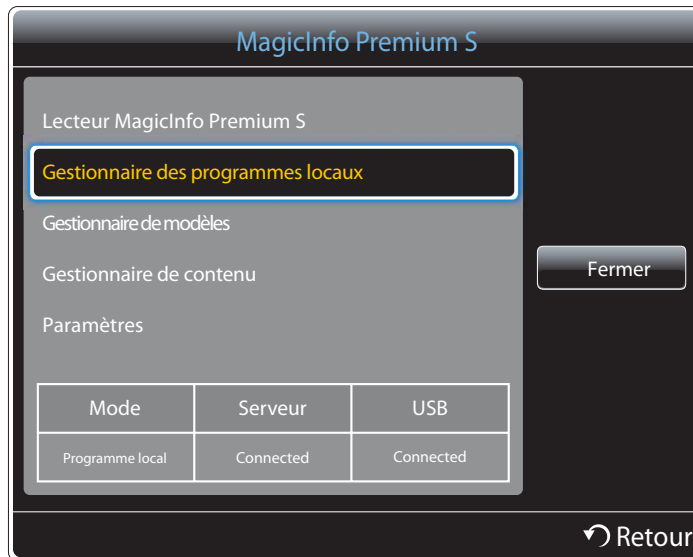 MagicInfo Premium S
Lecteur MagicInfo Premium S
Gestionnaire des programmes locaux
Gestionnaire de modèles
Gestionnaire de contenu
Fermer
Paramètres
Mode Serveur USB
Programme local Connected Connected
Retour